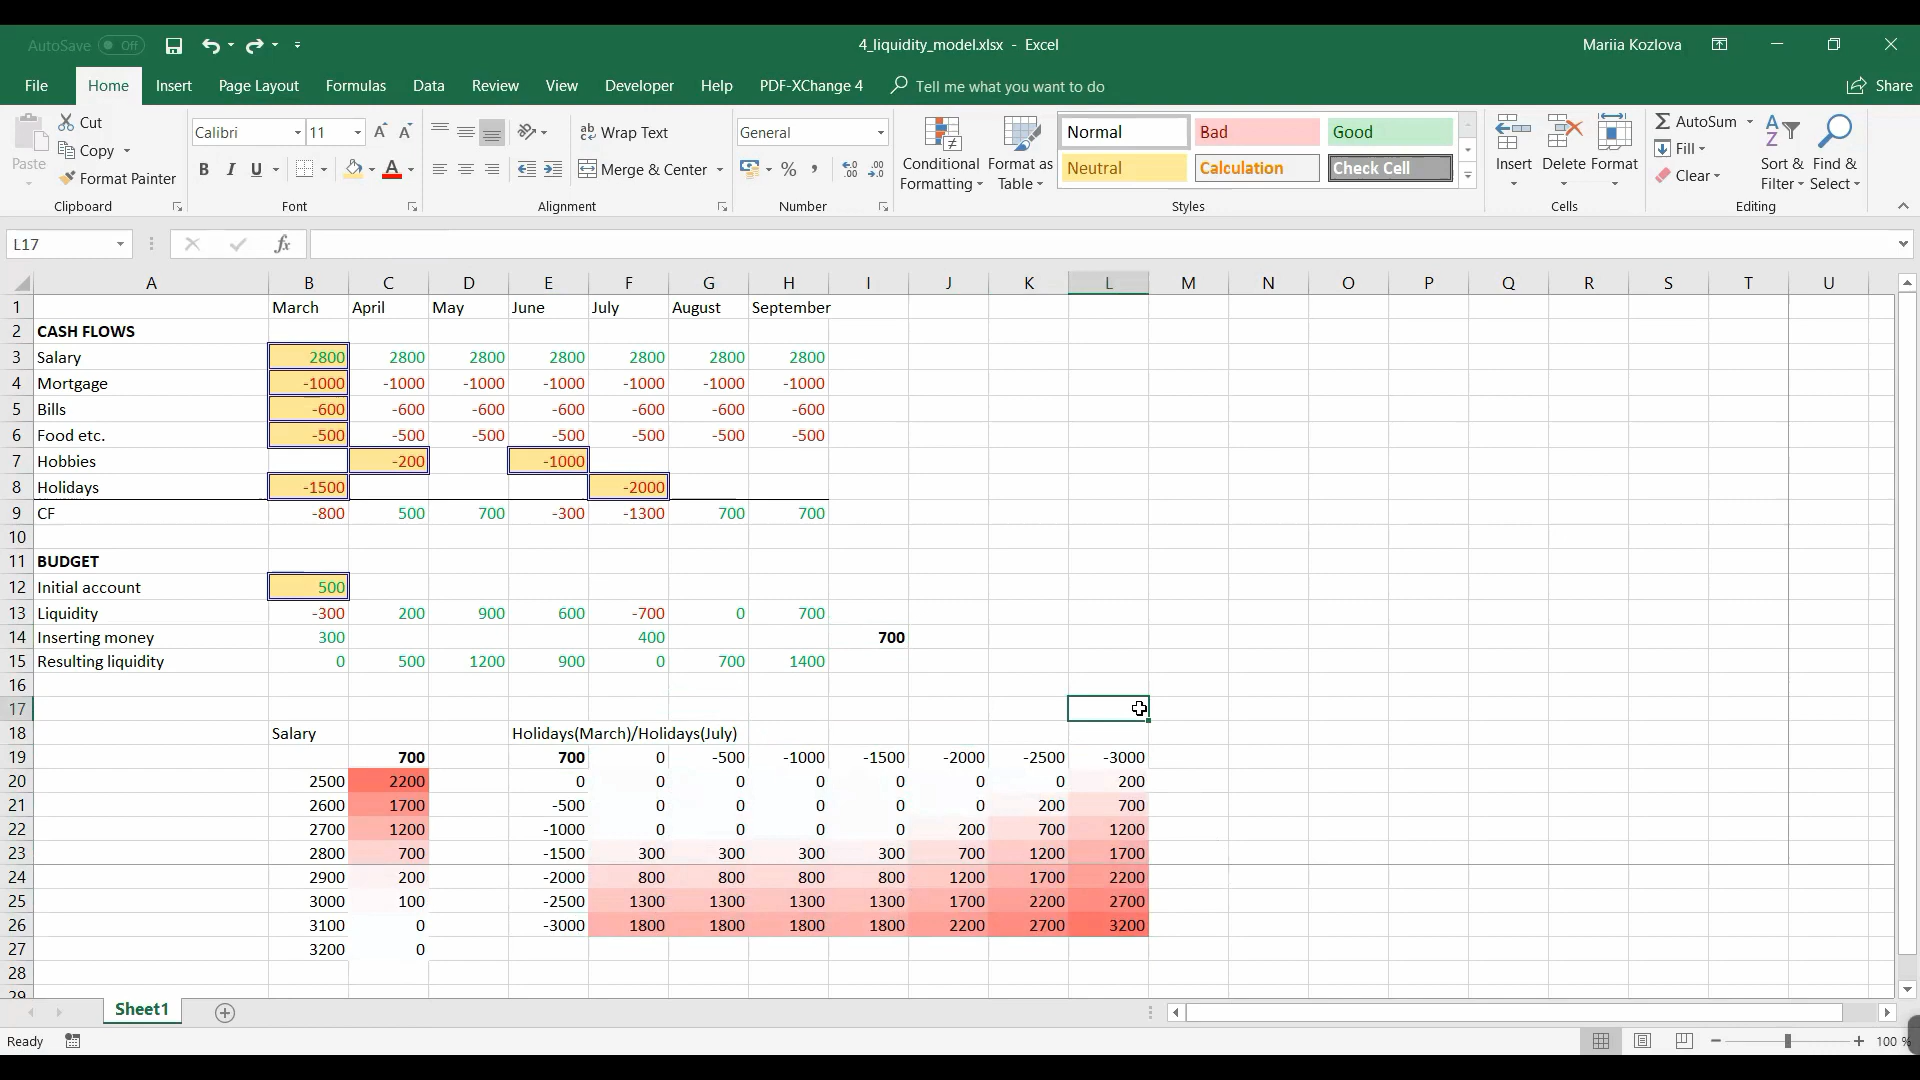 AutoSave Off 4_liquidity_model.xlsx - Excel Mariia Kozlova
File Home Insert Page Layout Formulas Data Review View Developer Help PDF-XChange 4 Tell me what you want to do Share
Paste Cut Copy Format Painter Clipboard
Calibri 11 A A B I U A Font
ab Wrap Text Merge & Center Alignment
General % , Number
Conditional Formatting Format as Table Normal Bad Good Neutral Calculation Check Cell Styles
Insert Delete Format Cells
AutoSum Fill Clear Sort & Filter Find & Select Editing
L17 fx
A B C D E F G H I J K L M N O P Q R S T U
1 March April May June July August September
2 CASH FLOWS
3 Salary 2800 2800 2800 2800 2800 2800 2800
4 Mortgage -1000 -1000 -1000 -1000 -1000 -1000 -1000
5 Bills -600 -600 -600 -600 -600 -600 -600
6 Food etc. -500 -500 -500 -500 -500 -500 -500
7 Hobbies -200 -1000
8 Holidays -1500 -2000
9 CF -800 500 700 -300 -1300 700 700
10
11 BUDGET
12 Initial account 500
13 Liquidity -300 200 900 600 -700 0 700
14 Inserting money 300 400 700
15 Resulting liquidity 0 500 1200 900 0 700 1400
16
17
18 Salary Holidays(March)/Holidays(July)
19 700 700 0 -500 -1000 -1500 -2000 -2500 -3000
20 2500 2200 0 0 0 0 0 0 0 200
21 2600 1700 -500 0 0 0 0 0 200 700
22 2700 1200 -1000 0 0 0 0 200 700 1200
23 2800 700 -1500 300 300 300 300 700 1200 1700
24 2900 200 -2000 800 800 800 800 1200 1700 2200
25 3000 100 -2500 1300 1300 1300 1300 1700 2200 2700
26 3100 0 -3000 1800 1800 1800 1800 2200 2700 3200
27 3200 0
28
29
Sheet1
Ready 100 %